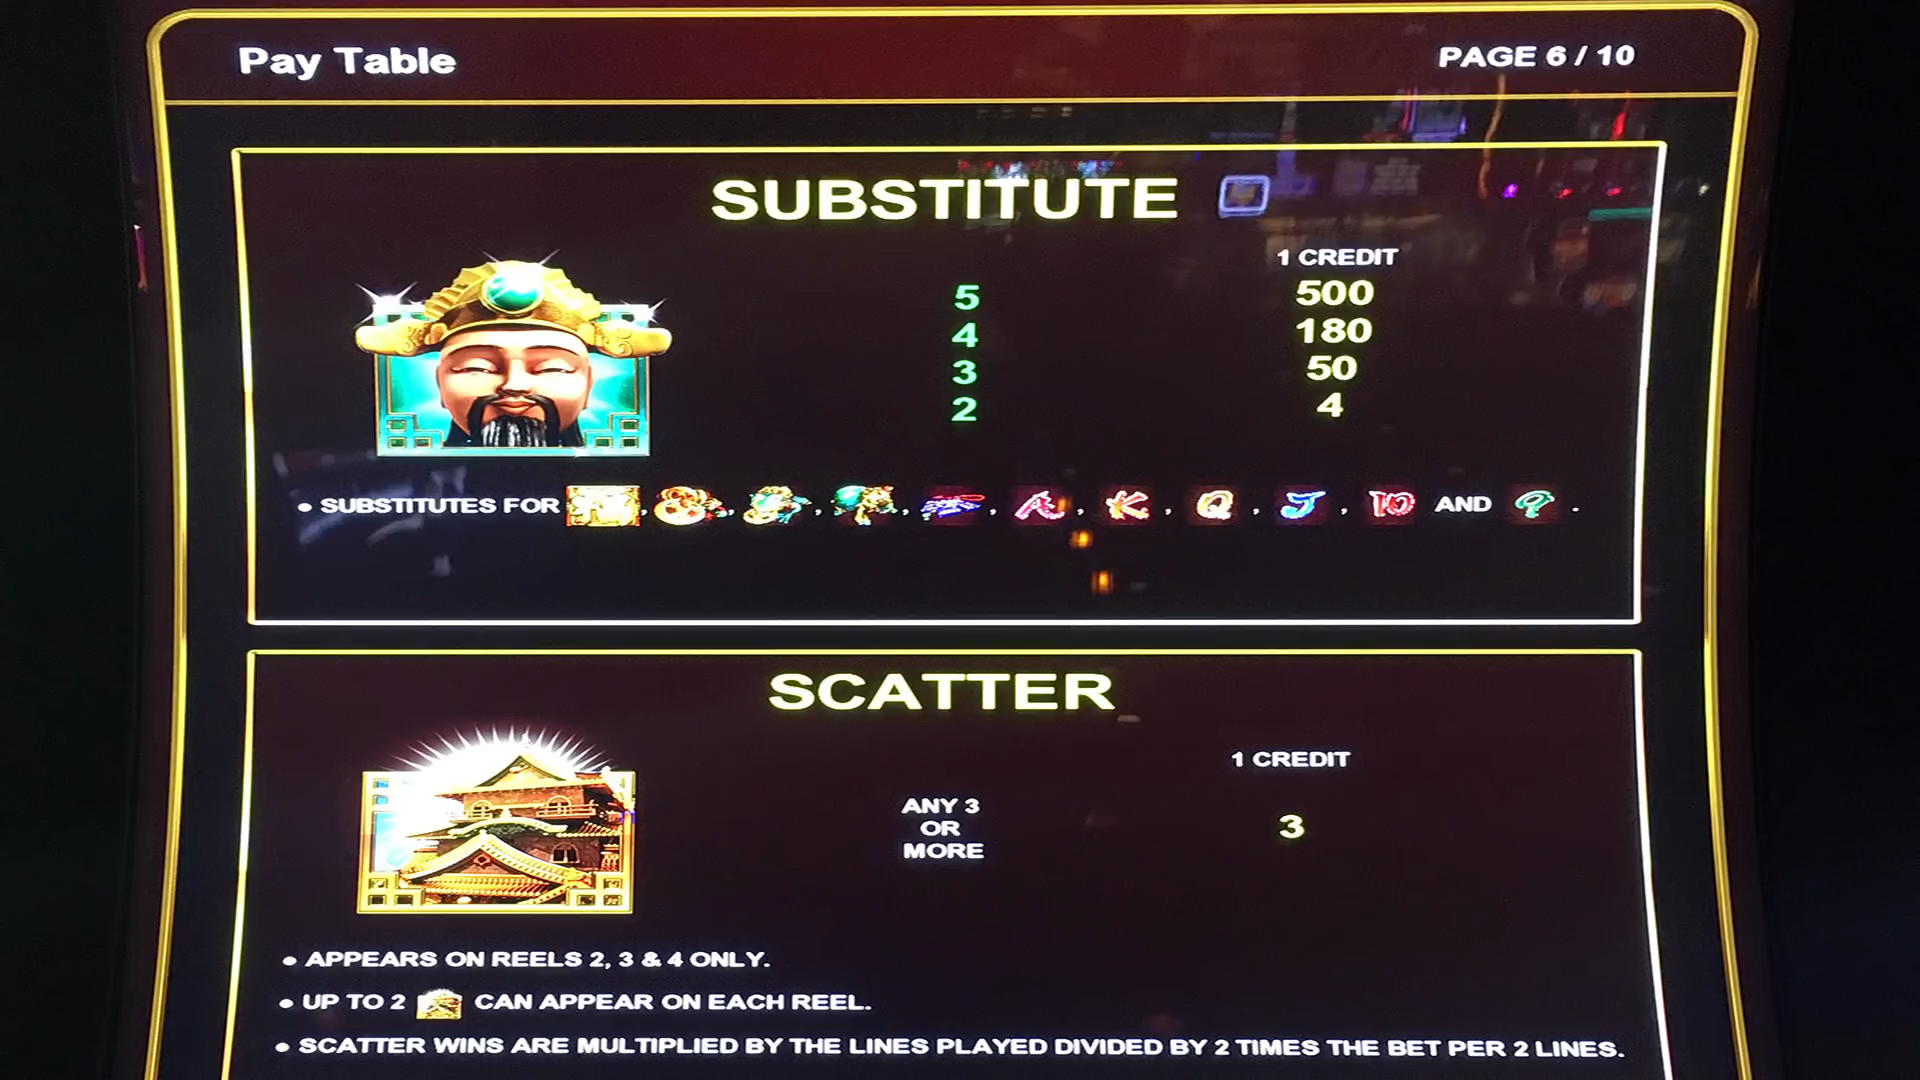 Pay Table PAGE 6 / 10
SUBSTITUTE
1 CREDIT
5 500
4 180
3 50
2 4
• SUBSTITUTES FOR , , , , , A , K , Q , J , 10 AND 9 .
SCATTER
1 CREDIT
ANY 3
OR
MORE
3
• APPEARS ON REELS 2, 3 & 4 ONLY.
• UP TO 2 CAN APPEAR ON EACH REEL.
• SCATTER WINS ARE MULTIPLIED BY THE LINES PLAYED DIVIDED BY 2 TIMES THE BET PER 2 LINES.